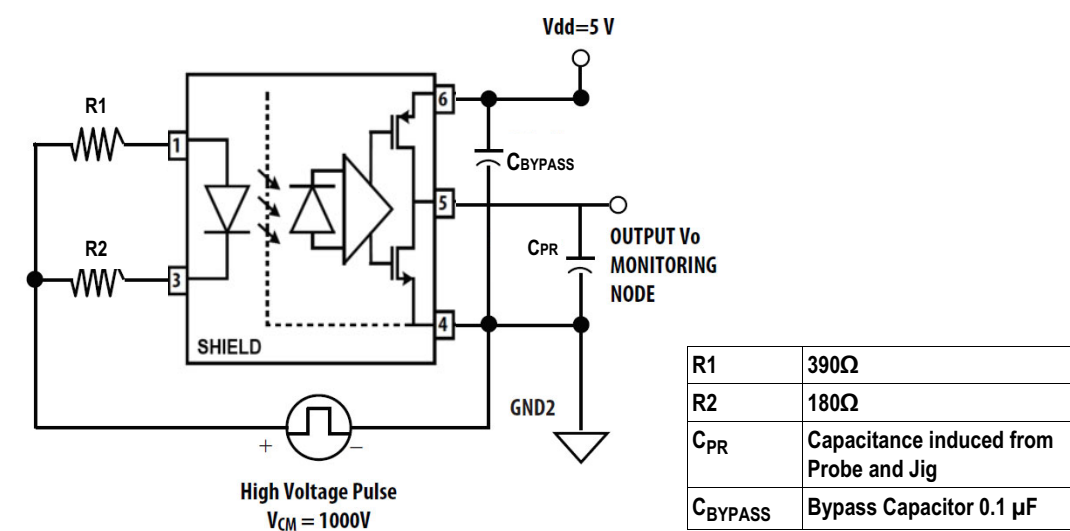 Vdd=5 V
R1
1
6
CBYPASS
5
R2
CPR
OUTPUT Vo
MONITORING
NODE
3
4
SHIELD
GND2
+
–
High Voltage Pulse
VCM = 1000V
R1 390Ω
R2 180Ω
CPR Capacitance induced from
Probe and Jig
CBYPASS Bypass Capacitor 0.1 µF